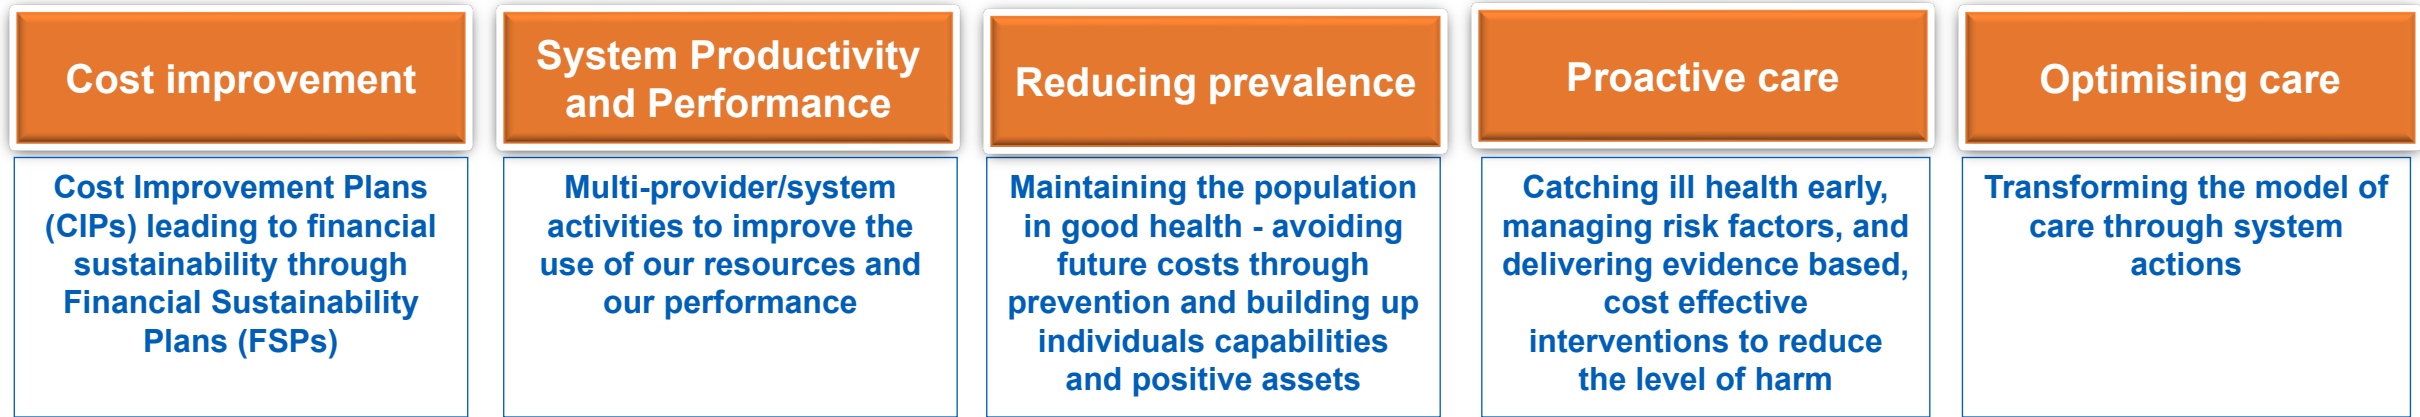 Cost improvement
Cost Improvement Plans
(CIPs) leading to financial
sustainability through
Financial Sustainability
Plans (FSPs)
System Productivity
and Performance
Multi-provider/system
activities to improve the
use of our resources and
our performance
Reducing prevalence
Maintaining the population
in good health - avoiding
future costs through
prevention and building up
individuals capabilities
and positive assets
Proactive care
Catching ill health early,
managing risk factors, and
delivering evidence based,
cost effective
interventions to reduce
the level of harm
Optimising care
Transforming the model of
care through system
actions